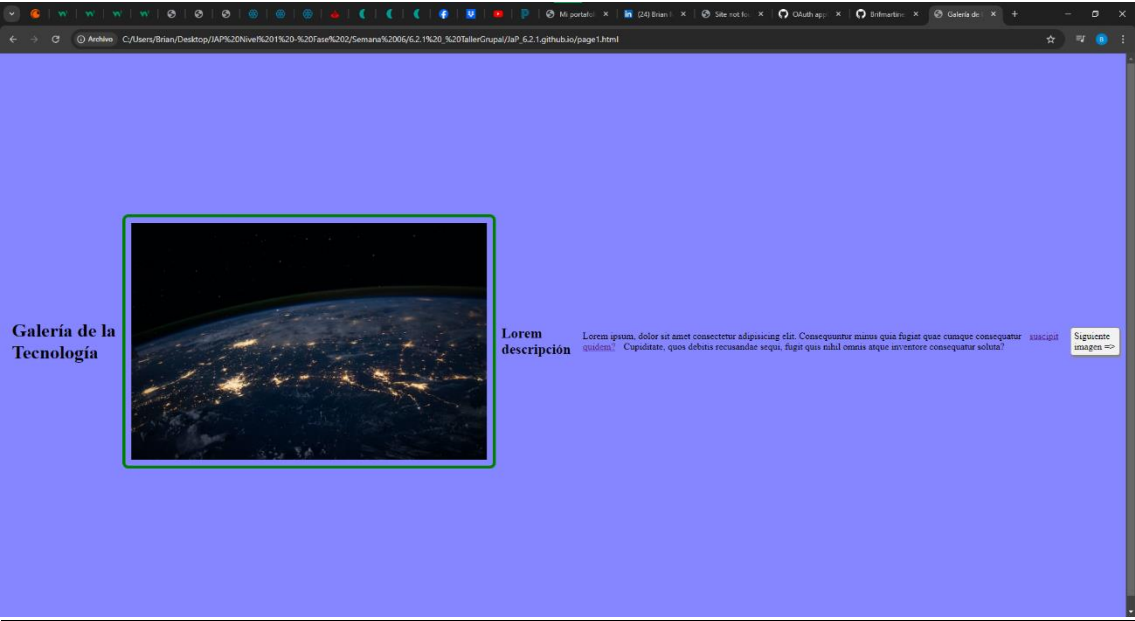 Mi portafol
(24) Brian
Site not fo
OAuth app
Brifmartine
Galería de
Archivo
C:/Users/Brian/Desktop/JAP%20Nivel%201%20-%20Fase%202/Semana%2006/6.2.1%20_%20TallerGrupal/JaP_6.2.1.github.io/page1.html
Galería de la
Tecnología
Lorem
descripción
Lorem ipsum, dolor sit amet consectetur adipisicing elit. Consequuntur minus quia fugiat quae cumque consequatur suscipit
quidem? Cupiditate, quos debitis recusandae sequi, fugit quis nihil omnis atque inventore consequatur soluta?
Siguiente
imagen =>